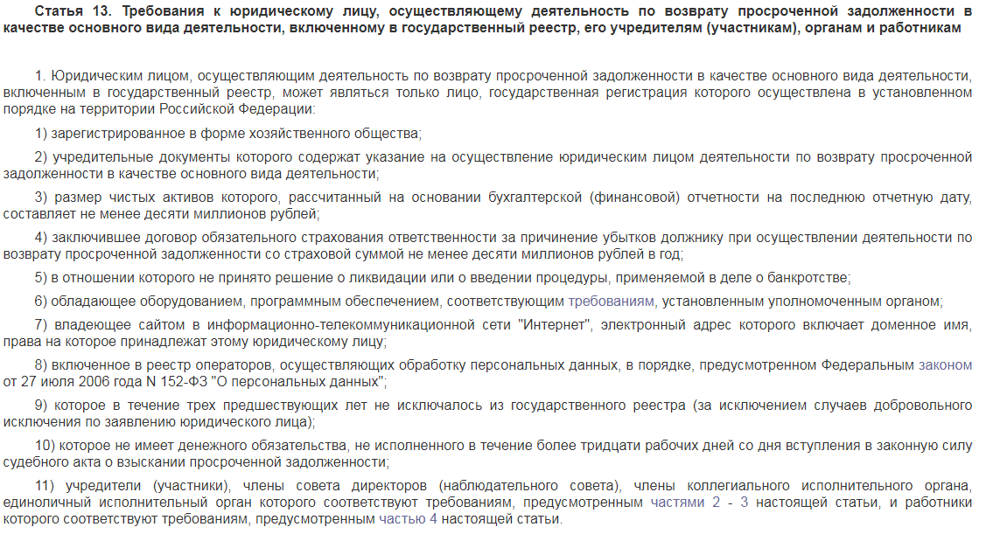 Статья 13. Требования к юридическому лицу, осуществляющему деятельность по возврату просроченной задолженности в
качестве основного вида деятельности, включенному в государственный реестр, его учредителям (участникам), органам и работникам
1. Юридическим лицом, осуществляющим деятельность по возврату просроченной задолженности в качестве основного вида деятельности,
включенным в государственный реестр, может являться только лицо, государственная регистрация которого осуществлена в установленном
порядке на территории Российской Федерации:
1) зарегистрированное в форме хозяйственного общества;
2) учредительные документы которого содержат указание на осуществление юридическим лицом деятельности по возврату просроченной
задолженности в качестве основного вида деятельности;
3) размер чистых активов которого, рассчитанный на основании бухгалтерской (финансовой) отчетности на последнюю отчетную дату,
составляет не менее десяти миллионов рублей;
4) заключившее договор обязательного страхования ответственности за причинение убытков должнику при осуществлении деятельности по
возврату просроченной задолженности со страховой суммой не менее десяти миллионов рублей в год;
5) в отношении которого не принято решение о ликвидации или о введении процедуры, применяемой в деле о банкротстве;
6) обладающее оборудованием, программным обеспечением, соответствующим требованиям, установленным уполномоченным органом;
7) владеющее сайтом в информационно-телекоммуникационной сети "Интернет", электронный адрес которого включает доменное имя,
права на которое принадлежат этому юридическому лицу;
8) включенное в реестр операторов, осуществляющих обработку персональных данных, в порядке, предусмотренном Федеральным законом
от 27 июля 2006 года N 152-ФЗ "О персональных данных";
9) которое в течение трех предшествующих лет не исключалось из государственного реестра (за исключением случаев добровольного
исключения по заявлению юридического лица);
10) которое не имеет денежного обязательства, не исполненного в течение более тридцати рабочих дней со дня вступления в законную силу
судебного акта о взыскании просроченной задолженности;
11) учредители (участники), члены совета директоров (наблюдательного совета), члены коллегиального исполнительного органа,
единоличный исполнительный орган которого соответствуют требованиям, предусмотренным частями 2 - 3 настоящей статьи, и работники
которого соответствуют требованиям, предусмотренным частью 4 настоящей статьи.